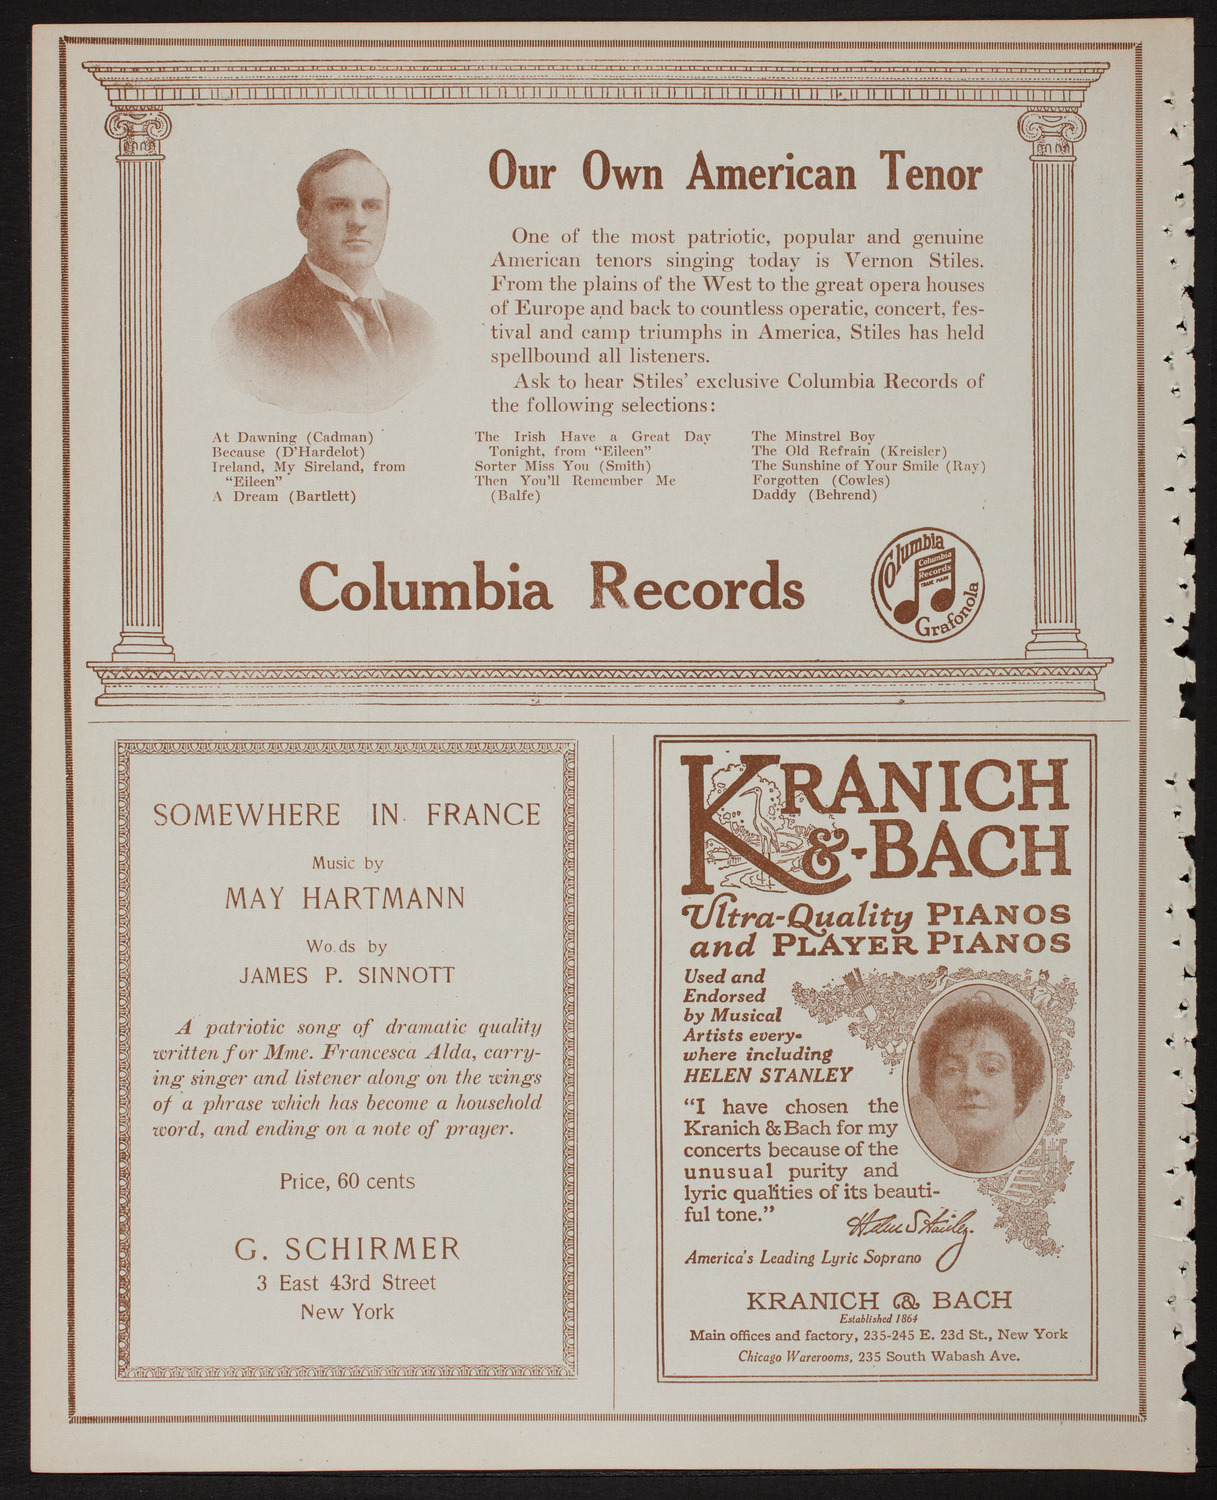 Our Own American Tenor
One of the most patriotic, popular and genuine
American tenors singing today is Vernon Stiles.
From the plains of the West to the great opera houses
of Europe and back to countless operatic, concert, fes-
tival and camp triumphs in America, Stiles has held
spellbound all listeners.
Ask to hear Stiles' exclusive Columbia Records of
the following selections:
At Dawning (Cadman)
Because (D'Hardelot)
Ireland, My Sireland, from
"Eileen"
A Dream (Bartlett)
The Irish Have a Great Day
Tonight, from "Eileen"
Sorter Miss You (Smith)
Then You'll Remember Me
(Balfe)
The Minstrel Boy
The Old Refrain (Kreisler)
The Sunshine of Your Smile (Ray)
Forgotten (Cowles)
Daddy (Behrend)
Columbia Records
Columbia
Columbia
Records
TRADE MARK
Grafonola
SOMEWHERE IN FRANCE
Music by
MAY HARTMANN
Wo.ds by
JAMES P. SINNOTT
A patriotic song of dramatic quality
written for Mme. Francesca Alda, carry-
ing singer and listener along on the wings
of a phrase which has become a household
word, and ending on a note of prayer.
Price, 60 cents
G. SCHIRMER
3 East 43rd Street
New York
KRANICH
&-BACH
Ultra-Quality PIANOS
and PLAYER PIANOS
Used and
Endorsed
by Musical
Artists every-
where including
HELEN STANLEY
"I have chosen the
Kranich & Bach for my
concerts because of the
unusual purity and
lyric qualities of its beauti-
ful tone."
Helen Stanley.
America's Leading Lyric Soprano
KRANICH & BACH
Established 1864
Main offices and factory, 235-245 E. 23d St., New York
Chicago Warerooms, 235 South Wabash Ave.